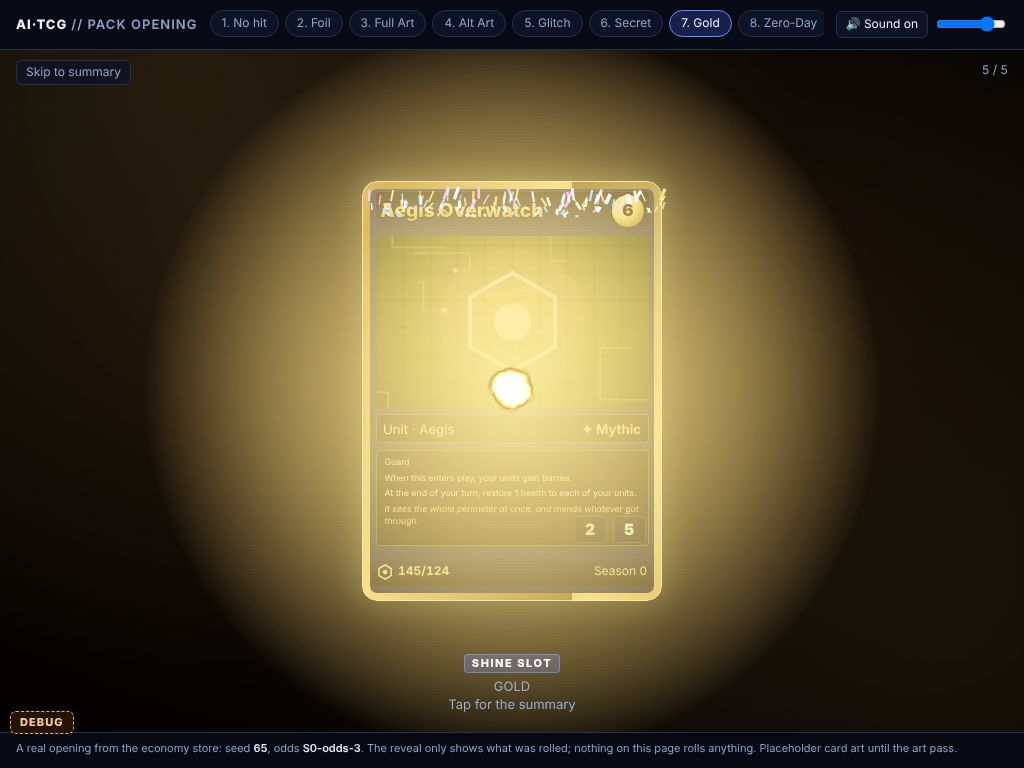 AI·TCG // PACK OPENING
1. No hit
2. Foil
3. Full Art
4. Alt Art
5. Glitch
6. Secret
7. Gold
8. Zero-Day
🔊 Sound on
Skip to summary
5 / 5
Aegis Overwatch
6
Unit · Aegis
✦ Mythic
Guard
When this enters play, your units gain Barrier.
At the end of your turn, restore 1 health to each of your units.
It sees the whole perimeter at once, and mends whatever got
through.
2
5
145/124
Season 0
SHINE SLOT
GOLD
Tap for the summary
DEBUG
A real opening from the economy store: seed 65, odds S0-odds-3. The reveal only shows what was rolled; nothing on this page rolls anything. Placeholder card art until the art pass.